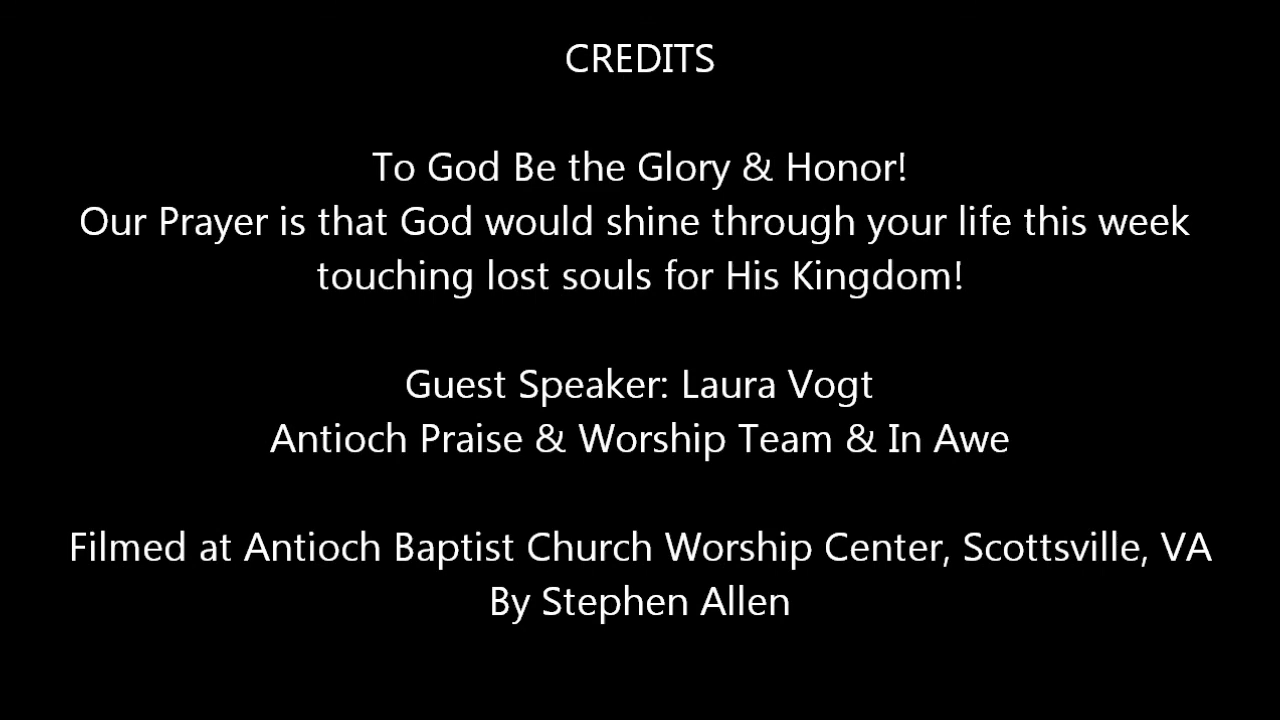 CREDITS
To God Be the Glory & Honor!
Our Prayer is that God would shine through your life this week
touching lost souls for His Kingdom!
Guest Speaker: Laura Vogt
Antioch Praise & Worship Team & In Awe
Filmed at Antioch Baptist Church Worship Center, Scottsville, VA
By Stephen Allen